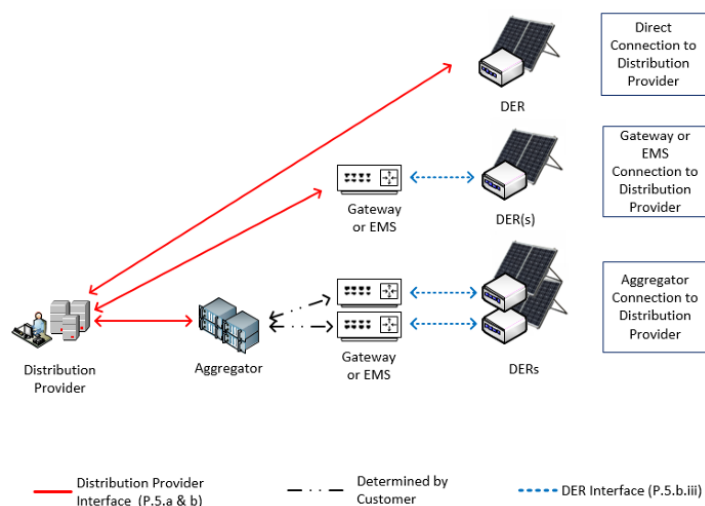 Direct
Connection to
Distribution
Provider
DER
Gateway or
EMS
Connection to
Distribution
Provider
Gateway
or EMS
DER(s)
Aggregator
Connection to
Distribution
Provider
Distribution
Provider
Aggregator
Gateway
or EMS
DERs
Distribution Provider
Interface (P.5.a & b)
Determined by
Customer
DER Interface (P.5.b.iii)